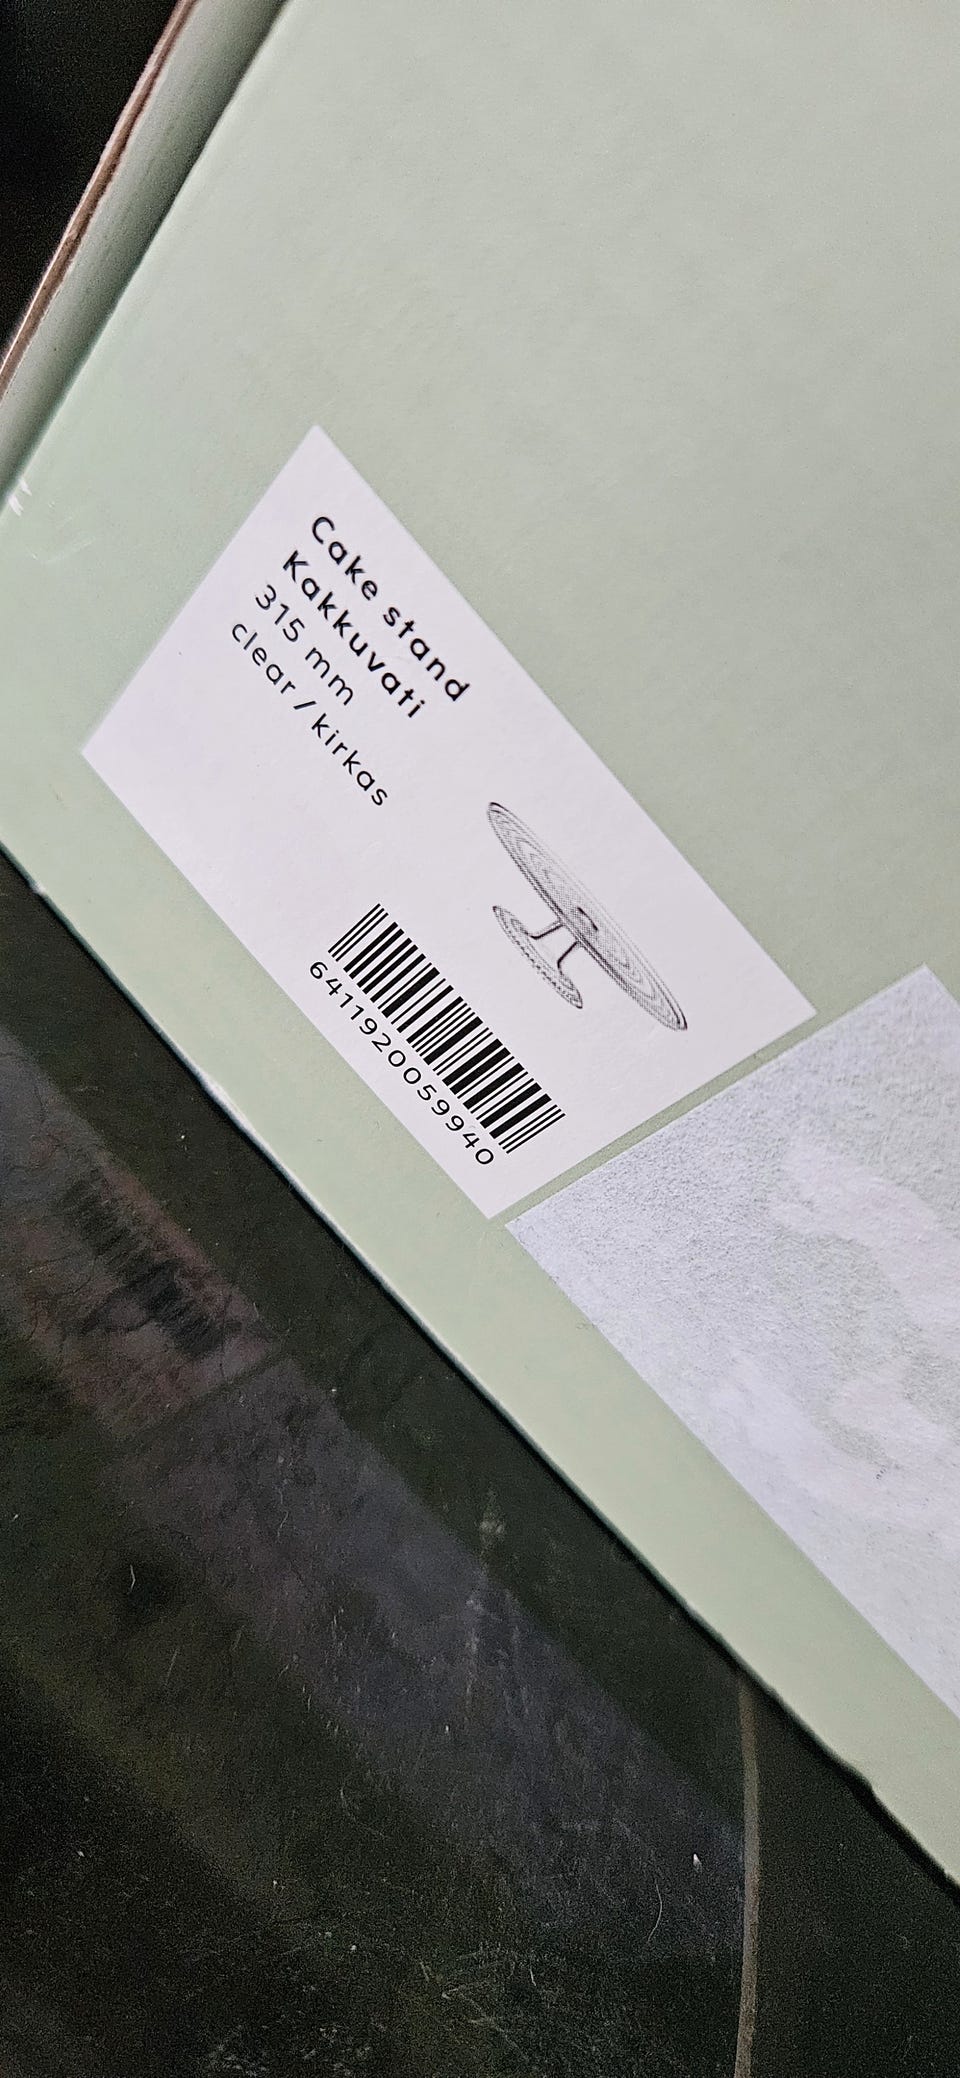 Cake stand
Kakkuvati
315 mm
clear / kirkas
6411920059940